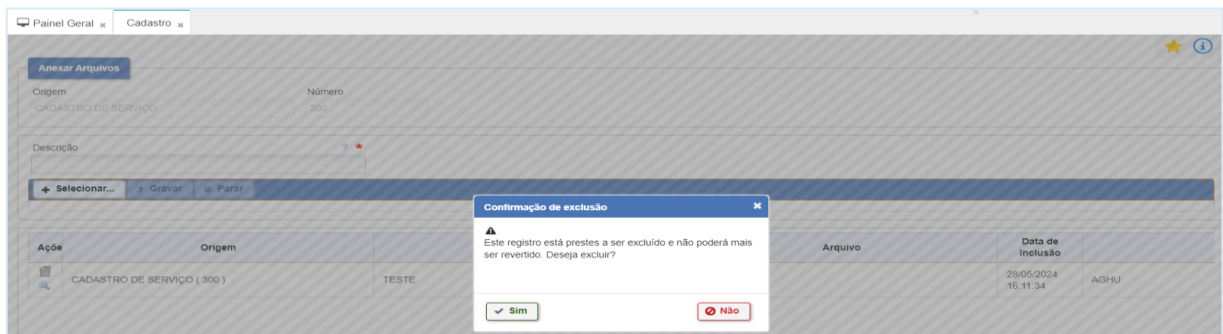 Painel Geral
Cadastro
Anexar Arquivos
Origem
Número
CADASTRO DE SERVIÇO
300
Descrição
? *
+ Selecionar...
Gravar
Parar
Confirmação de exclusão
Este registro está prestes a ser excluído e não poderá mais
ser revertido. Deseja excluir?
Sim
Não
Açõe
Origem
Arquivo
Data de
Inclusão
CADASTRO DE SERVIÇO ( 300 )
TESTE
28/05/2024
16:11:34
AGHU